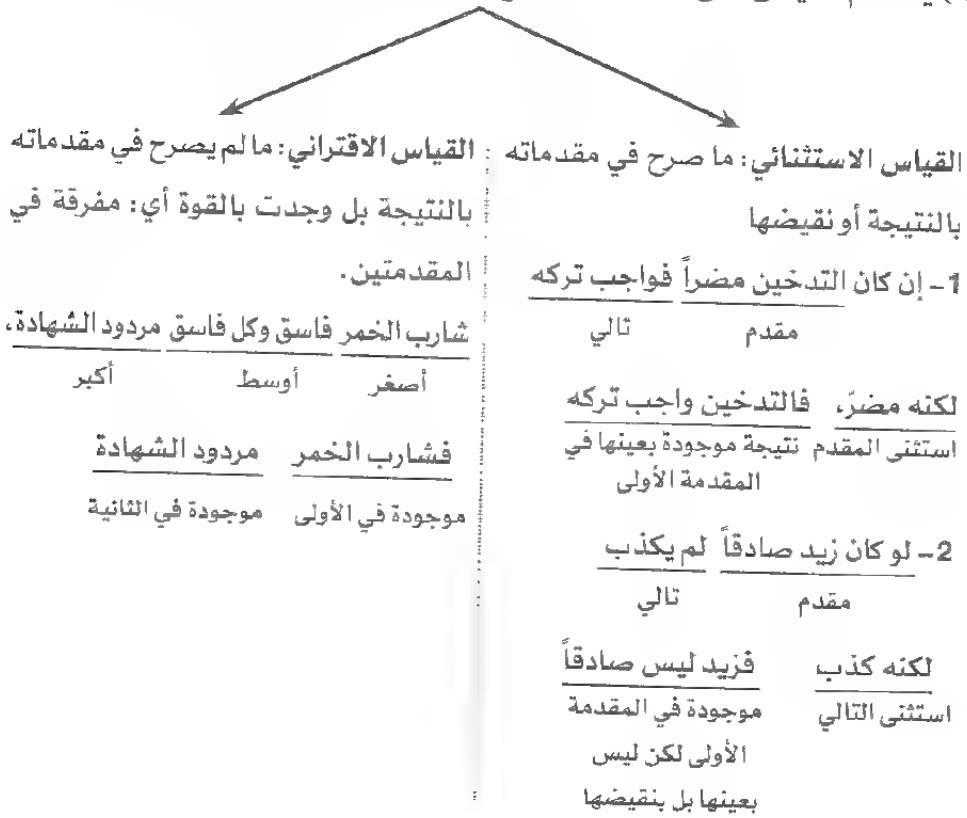 القياس الاستثنائي: ما صرح في مقدماته
بالنتيجة أو نقيضها
1- إن كان التدخين مضراً فواجب تركه
مقدم تالي
لكنه مضرّ، فالتدخين واجب تركه
استثنى المقدم نتيجة موجودة بعينها في
المقدمة الأولى
2- لو كان زيد صادقاً لم يكذب
مقدم تالي
لكنه كذب فزيد ليس صادقاً
استثنى التالي موجودة في المقدمة
الأولى لكن ليس
بعينها بل بنقيضها
القياس الاقتراني: ما لم يصرح في مقدماته
بالنتيجة بل وجدت بالقوة أي: مفرقة في
المقدمتين.
شارب الخمر فاسق وكل فاسق مردود الشهادة،
أصغر أوسط أكبر
فشارب الخمر مردود الشهادة
موجودة في الأولى موجودة في الثانية